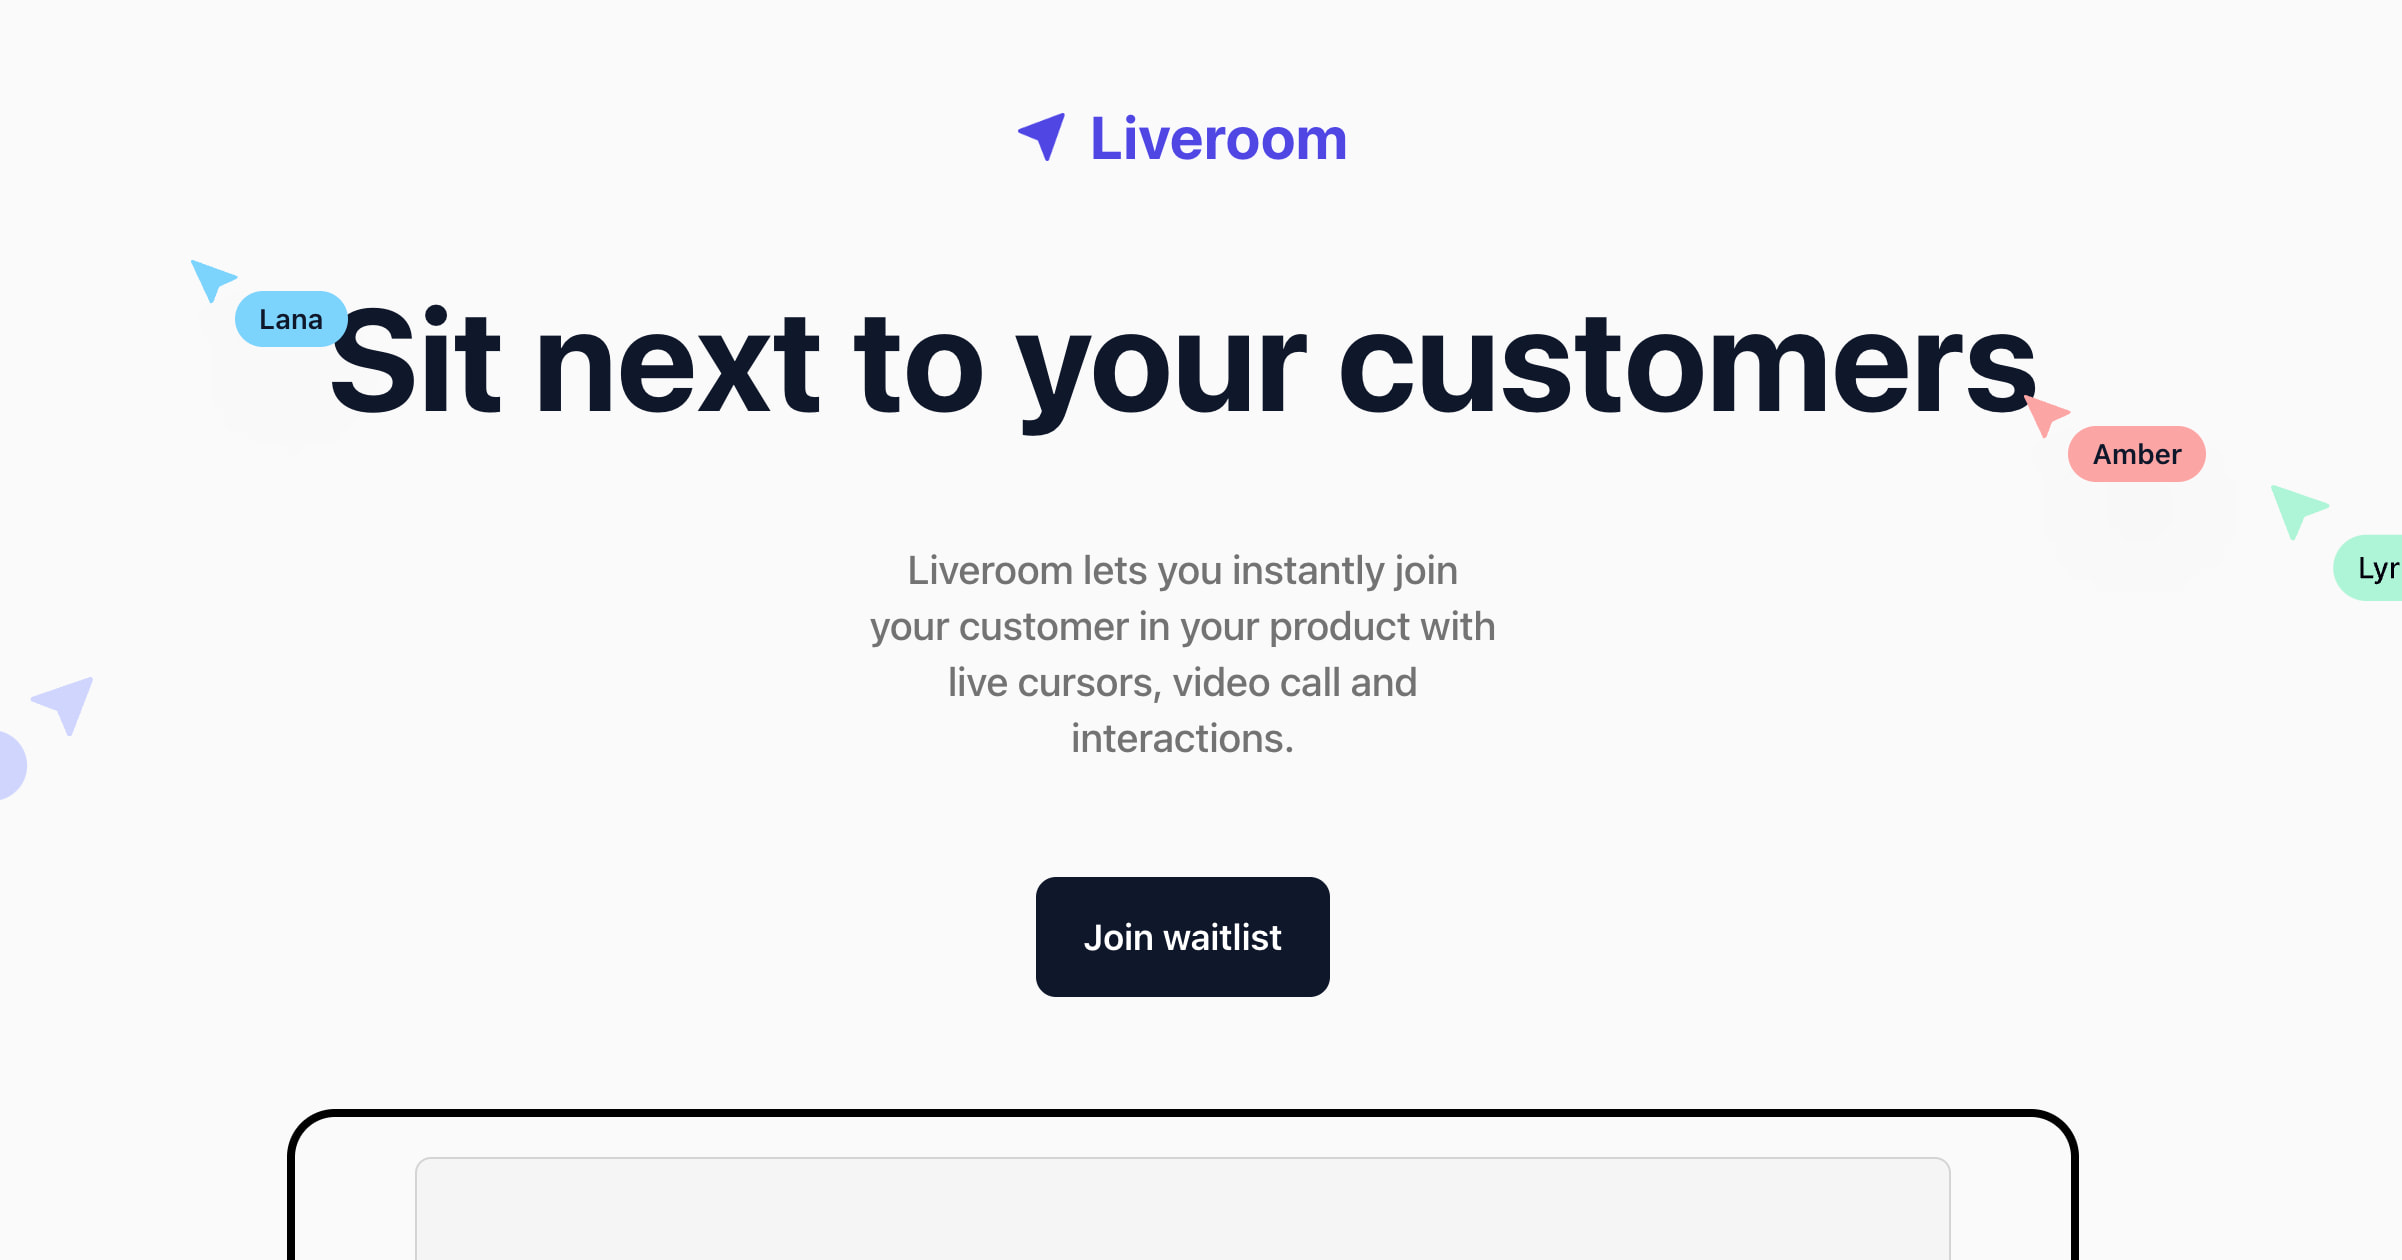 Liveroom
Lana
Sit next to your customers
Amber
Lyr
Liveroom lets you instantly join
your customer in your product with
live cursors, video call and
interactions.
Join waitlist